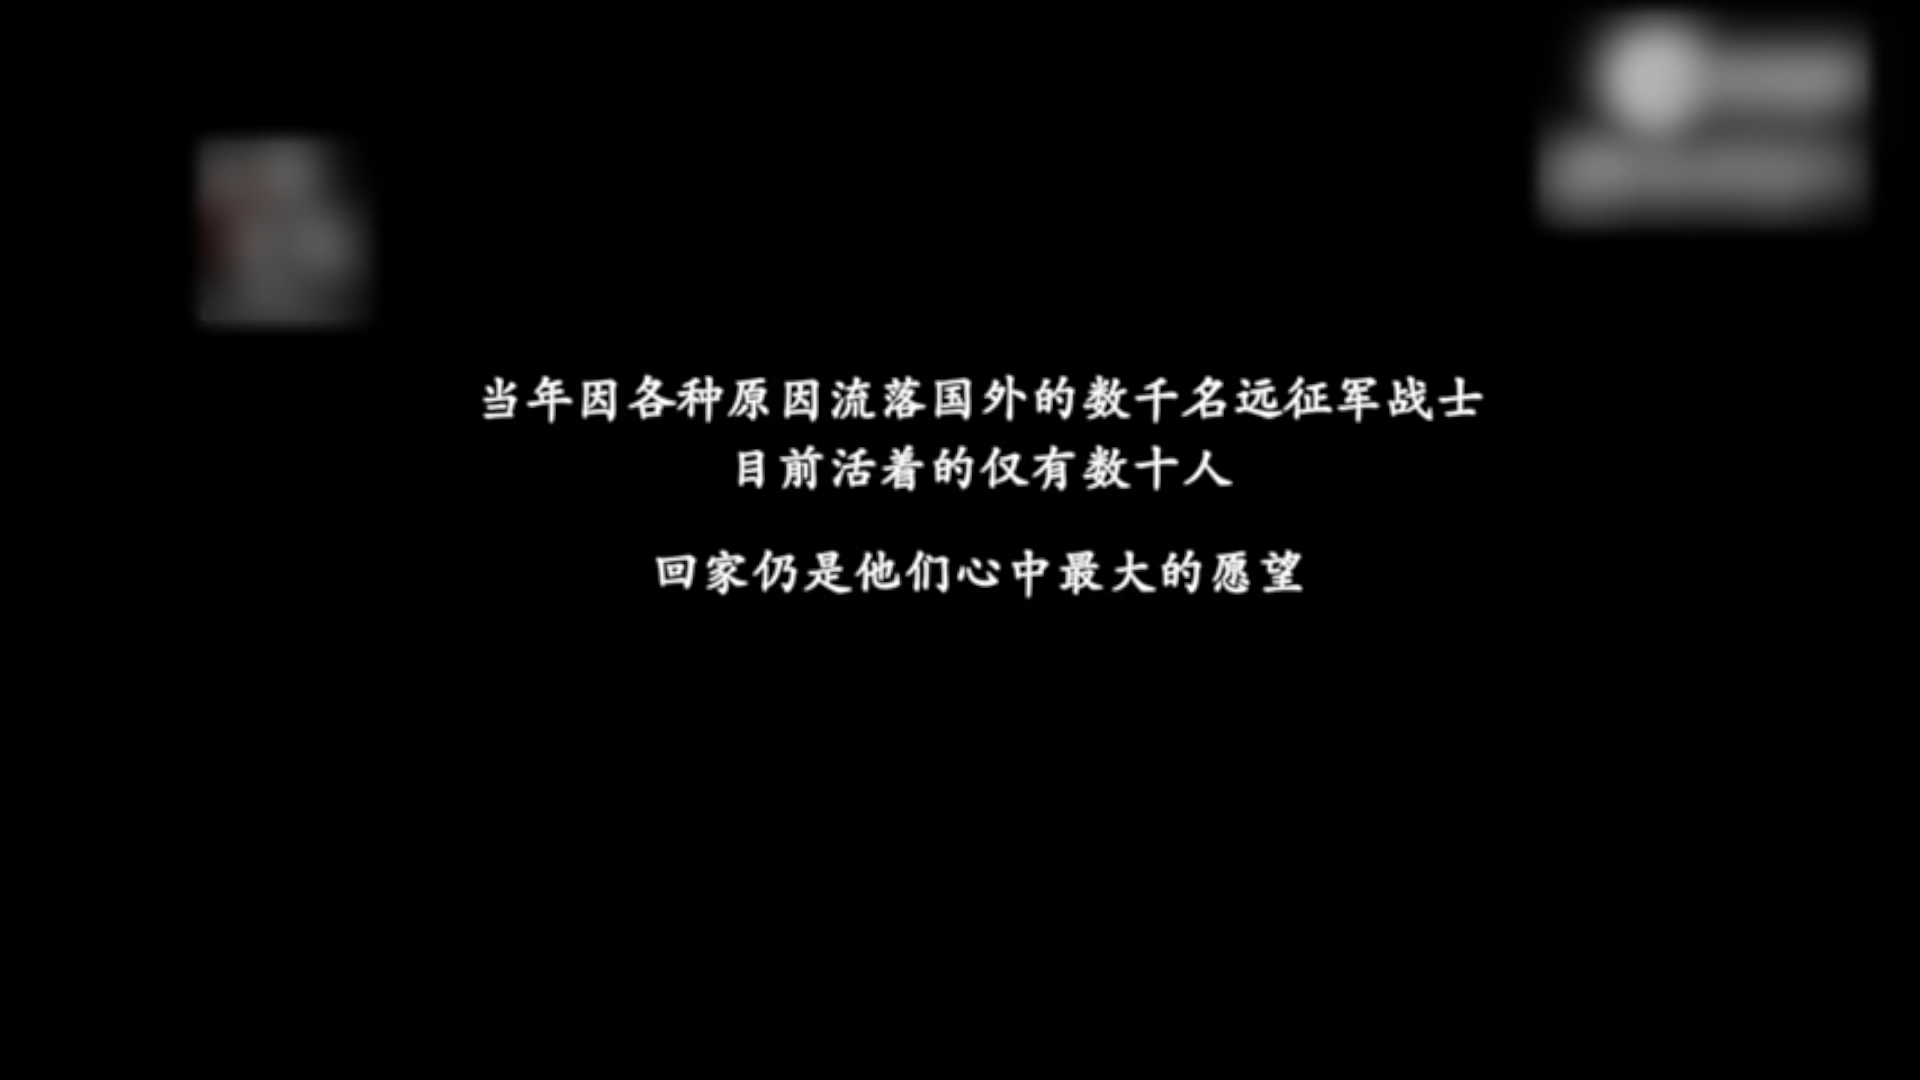 当年因各种原因流落国外的数千名远征军战士
目前活着的仅有数十人
回家仍是他们心中最大的愿望